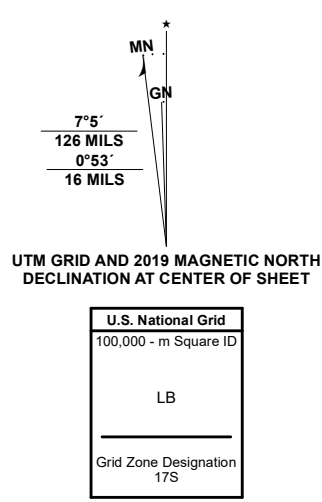 MN
GN
7°5´
126 MILS
0°53´
16 MILS
UTM GRID AND 2019 MAGNETIC NORTH
DECLINATION AT CENTER OF SHEET
U.S. National Grid
100,000 - m Square ID
LB
Grid Zone Designation
17S